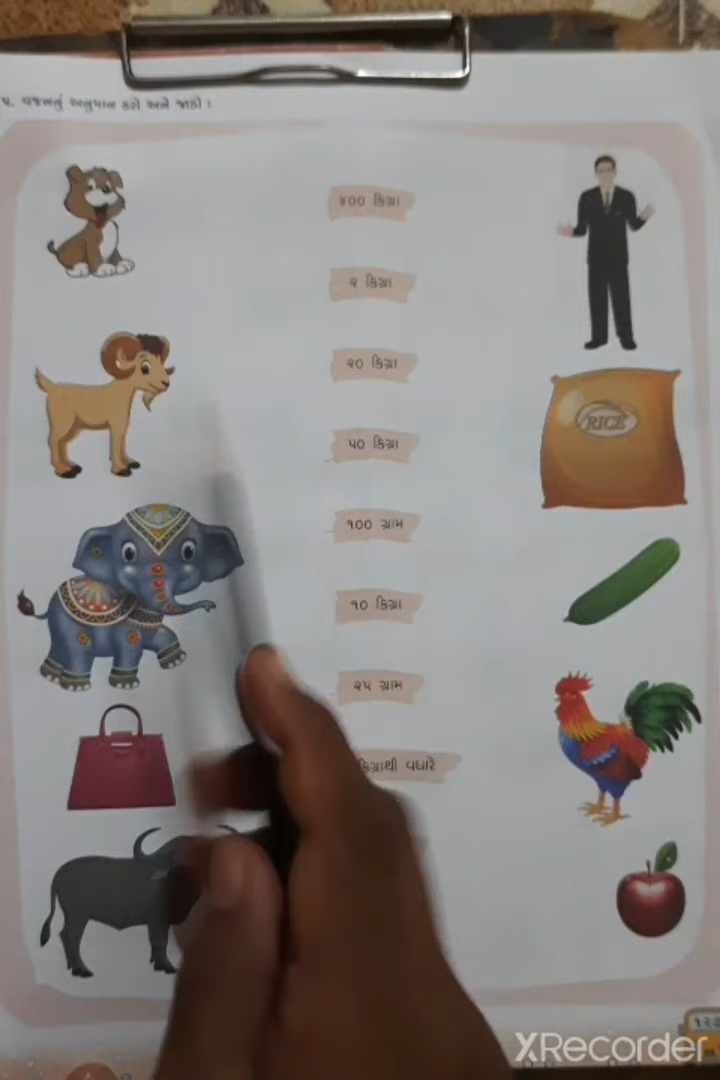 ૫. વજનનું અનુમાન કરો અને જોડો :
૪૦૦ કિગ્રા
૨ કિગ્રા
RICE
૨૦ કિગ્રા
૫૦ કિગ્રા
૧૦૦ ગ્રામ
૧૦ કિગ્રા
૨૫ ગ્રામ
કિગ્રાથી વધારે
XRecorder